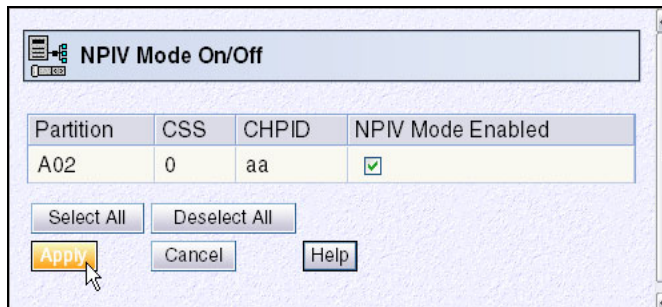 NPIV Mode On/Off
Partition CSS CHPID NPIV Mode Enabled
A02 0 aa
Select All Deselect All
Apply Cancel Help